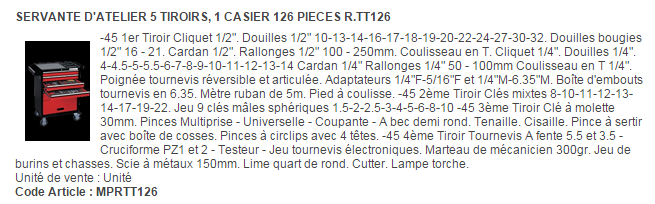 SERVANTE D'ATELIER 5 TIROIRS, 1 CASIER 126 PIECES R.TT126
-45 1er Tiroir Cliquet 1/2". Douilles 1/2" 10-13-14-16-17-18-19-20-22-24-27-30-32. Douilles bougies
1/2" 16 - 21. Cardan 1/2". Rallonges 1/2" 100 - 250mm. Coulisseau en T. Cliquet 1/4". Douilles 1/4".
4-4.5-5-5.5-6-7-8-9-10-11-12-13-14 Cardan 1/4" Rallonges 1/4" 50 - 100mm Coulisseau en T 1/4".
Poignée tournevis réversible et articulée. Adaptateurs 1/4"F-5/16"F et 1/4"M-6.35"M. Boîte d'embouts
tournevis en 6.35. Mètre ruban de 5m. Pied à coulisse. -45 2ème Tiroir Clés mixtes 8-10-11-12-13-
14-17-19-22. Jeu 9 clés mâles sphériques 1.5-2-2.5-3-4-5-6-8-10 -45 3ème Tiroir Clé à molette
30mm. Pinces Multiprise - Universelle - Coupante - A bec demi rond. Tenaille. Cisaille. Pince à sertir
avec boîte de cosses. Pinces à circlips avec 4 têtes. -45 4ème Tiroir Tournevis A fente 5.5 et 3.5 -
Cruciforme PZ1 et 2 - Testeur - Jeu tournevis électroniques. Marteau de mécanicien 300gr. Jeu de
burins et chasses. Scie à métaux 150mm. Lime quart de rond. Cutter. Lampe torche.
Unité de vente : Unité
Code Article : MPRTT126